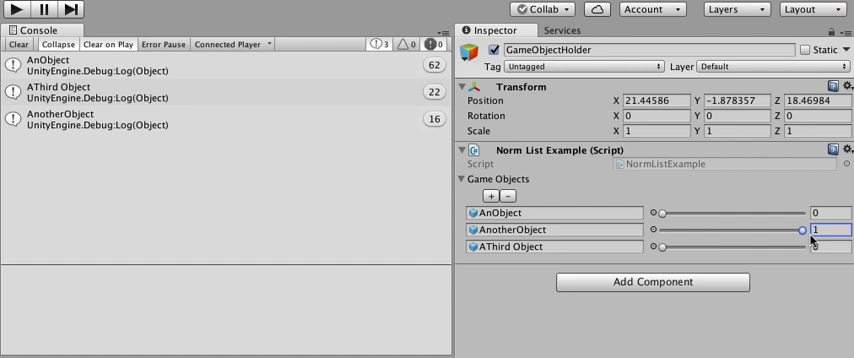 Collab
Account
Layers
Layout
Console
Clear
Collapse
Clear on Play
Error Pause
Connected Player
3
0
0
AnObject
UnityEngine.Debug:Log(Object)
62
AThird Object
UnityEngine.Debug:Log(Object)
22
AnotherObject
UnityEngine.Debug:Log(Object)
16
Inspector
Services
GameObjectHolder
Static
Tag
Untagged
Layer
Default
Transform
Position
X 21.44586
Y -1.878357
Z 18.46984
Rotation
X 0
Y 0
Z 0
Scale
X 1
Y 1
Z 1
Norm List Example (Script)
Script
NormListExample
Game Objects
+
-
AnObject
0
AnotherObject
1
AThird Object
Add Component